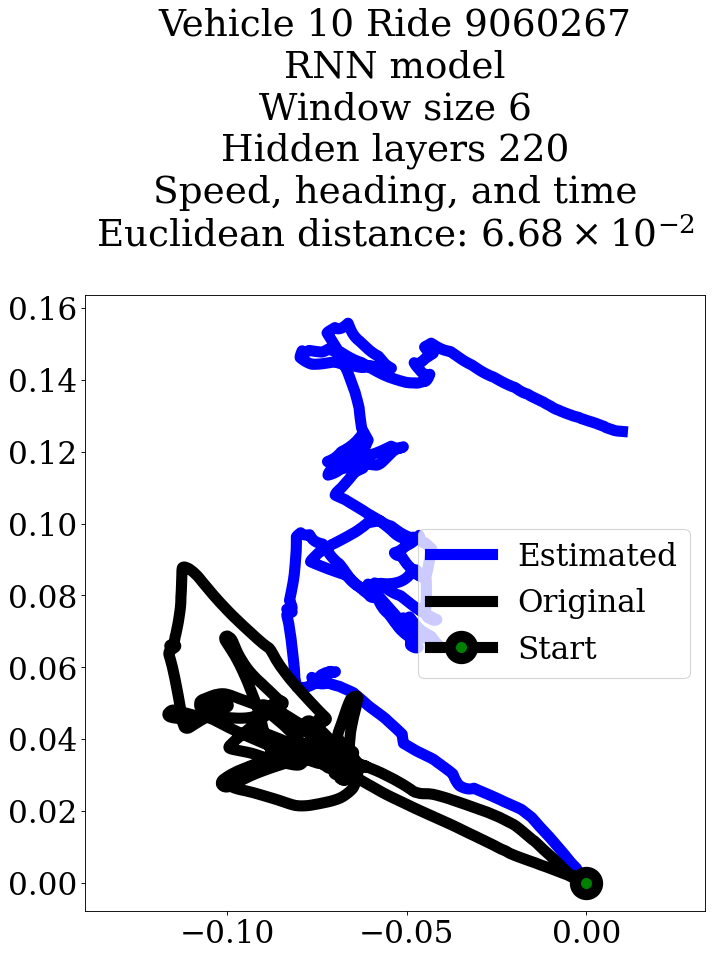 Vehicle 10 Ride 9060267
RNN model
Window size 6
Hidden layers 220
Speed, heading, and time
Euclidean distance: 6.68 × 10⁻²
0.16
0.14
0.12
0.10
0.08
0.06
0.04
0.02
0.00
Estimated
Original
Start
−0.10 −0.05 0.00